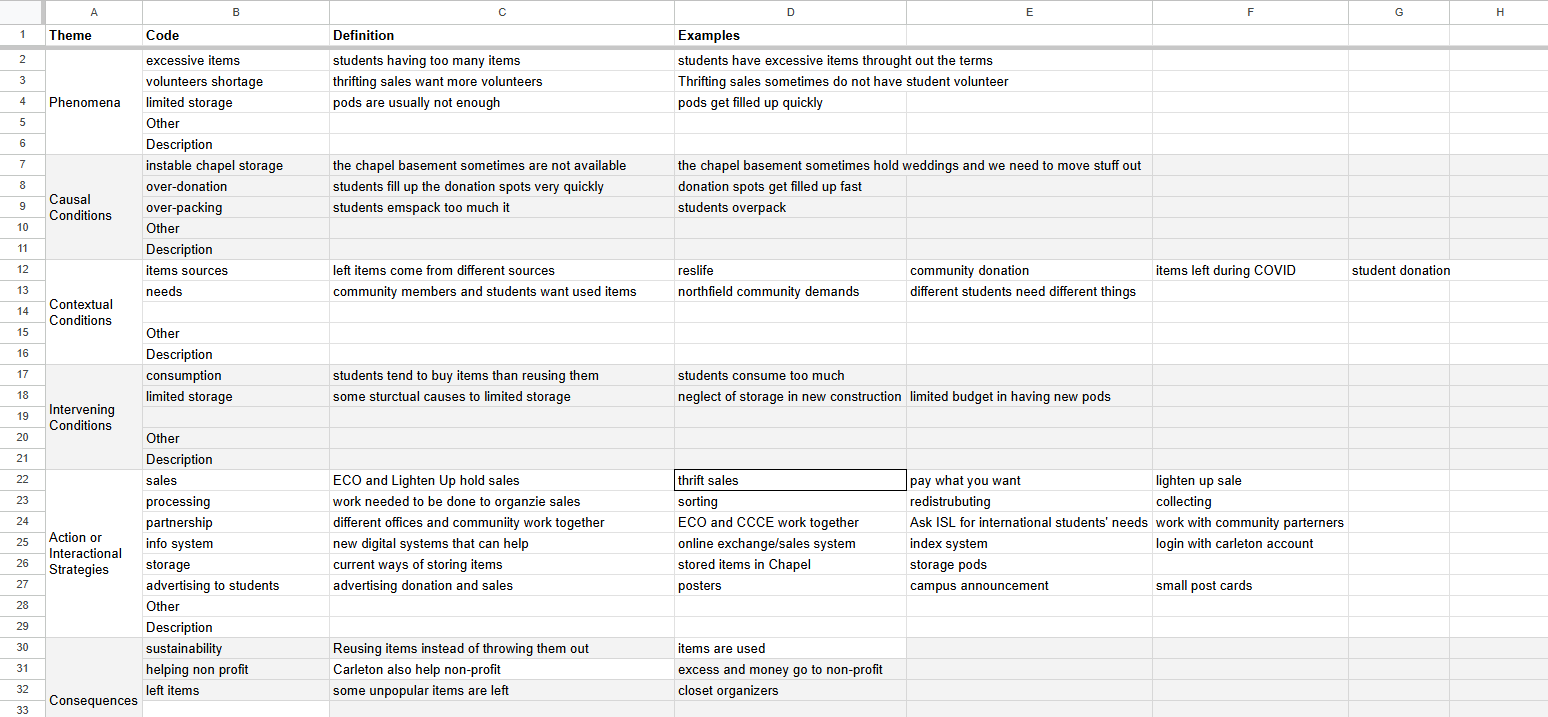 A B C D E F G H
1 Theme Code Definition Examples
2 excessive items students having too many items students have excessive items throught out the terms
3 volunteers shortage thrifting sales want more volunteers Thrifting sales sometimes do not have student volunteer
4 Phenomena limited storage pods are usually not enough pods get filled up quickly
5 Other
6 Description
7 instable chapel storage the chapel basement sometimes are not available the chapel basement sometimes hold weddings and we need to move stuff out
8 over-donation students fill up the donation spots very quickly donation spots get filled up fast
9 Causal Conditions over-packing students emspack too much it students overpack
10 Other
11 Description
12 items sources left items come from different sources reslife community donation items left during COVID student donation
13 needs community members and students want used items northfield community demands different students need different things
14 Contextual Conditions
15 Other
16 Description
17 consumption students tend to buy items than reusing them students consume too much
18 limited storage some sturctual causes to limited storage neglect of storage in new construction limited budget in having new pods
19 Intervening Conditions
20 Other
21 Description
22 sales ECO and Lighten Up hold sales thrift sales pay what you want lighten up sale
23 processing work needed to be done to organzie sales sorting redistrubuting collecting
24 partnership different offices and communiity work together ECO and CCCE work together Ask ISL for international students' needs work with community parterners
25 Action or Interactional Strategies info system new digital systems that can help online exchange/sales system index system login with carleton account
26 storage current ways of storing items stored items in Chapel storage pods
27 advertising to students advertising donation and sales posters campus announcement small post cards
28 Other
29 Description
30 sustainability Reusing items instead of throwing them out items are used
31 helping non profit Carleton also help non-profit excess and money go to non-profit
32 Consequences left items some unpopular items are left closet organizers
33